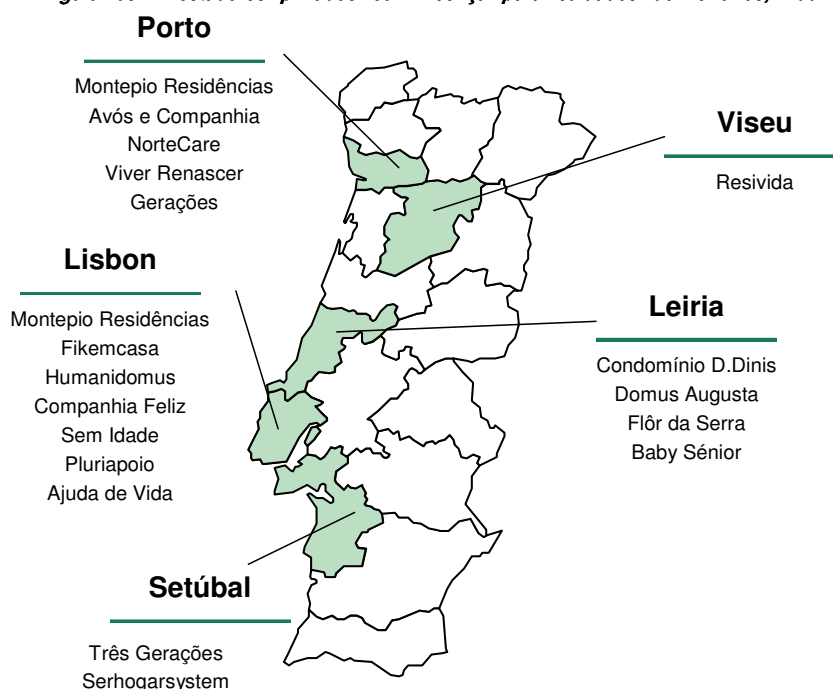 Porto
Montepio Residências
Avós e Companhia
NorteCare
Viver Renascer
Gerações
Viseu
Resivida
Lisbon
Montepio Residências
Fikemcasa
Humanidomus
Companhia Feliz
Sem Idade
Pluriapoio
Ajuda de Vida
Leiria
Condomínio D.Dinis
Domus Augusta
Flôr da Serra
Baby Sénior
Setúbal
Três Gerações
Serhogarsystem